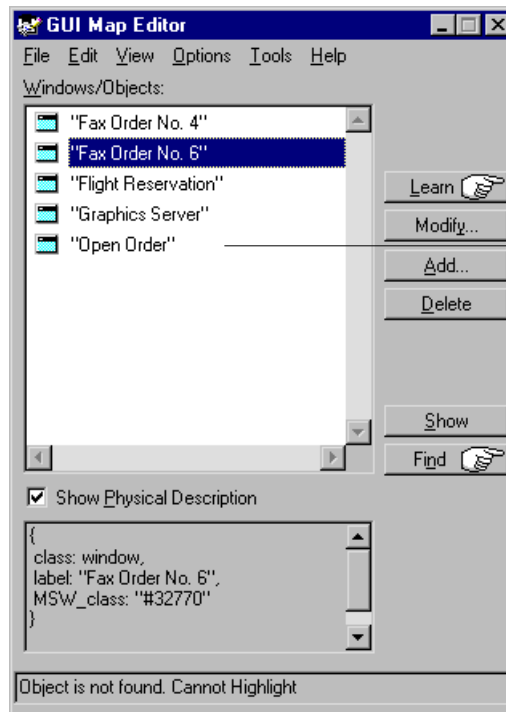 GUI Map Editor
File Edit View Options Tools Help
Windows/Objects:
"Fax Order No. 4"
"Fax Order No. 6"
"Flight Reservation"
"Graphics Server"
"Open Order"
Learn
Modify...
Add...
Delete
Show
Find
Show Physical Description
{
class: window,
label: "Fax Order No. 6",
MSW_class: "#32770"
}
Object is not found. Cannot Highlight